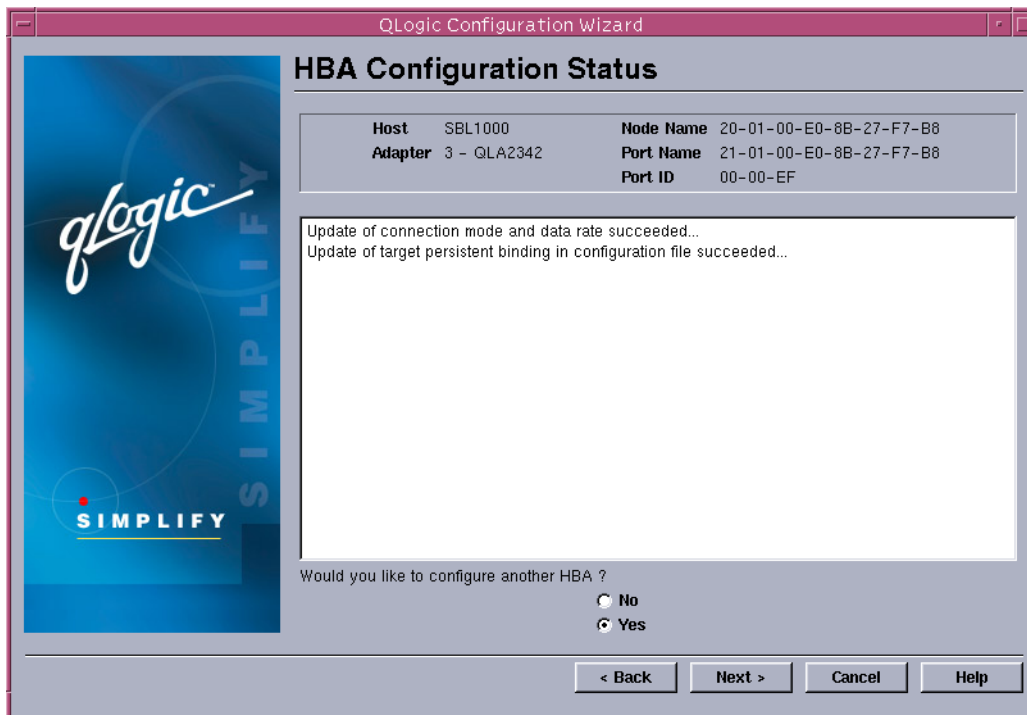 QLogic Configuration Wizard
HBA Configuration Status
Host SBL1000 Node Name 20-01-00-E0-8B-27-F7-B8
Adapter 3 - QLA2342 Port Name 21-01-00-E0-8B-27-F7-B8
Port ID 00-00-EF
qlogic™
SIMPLIFY
SIMPLIFY
Update of connection mode and data rate succeeded...
Update of target persistent binding in configuration file succeeded...
Would you like to configure another HBA ?
No
Yes
< Back Next > Cancel Help